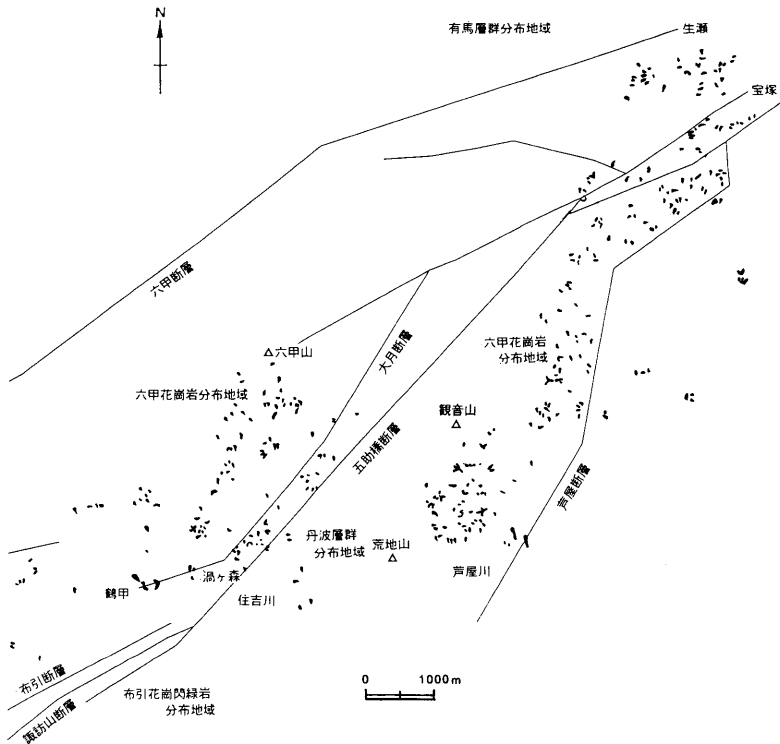 N
有馬層群分布地域
生瀬
宝塚
六甲断層
六甲山
大月断層
六甲花崗岩
分布地域
六甲花崗岩分布地域
観音山
五助橋断層
芦屋断層
丹波層群
分布地域
荒地山
芦屋川
渦ヶ森
鶴甲
住吉川
布引断層
諏訪山断層
布引花崗閃緑岩
分布地域
0 1000m